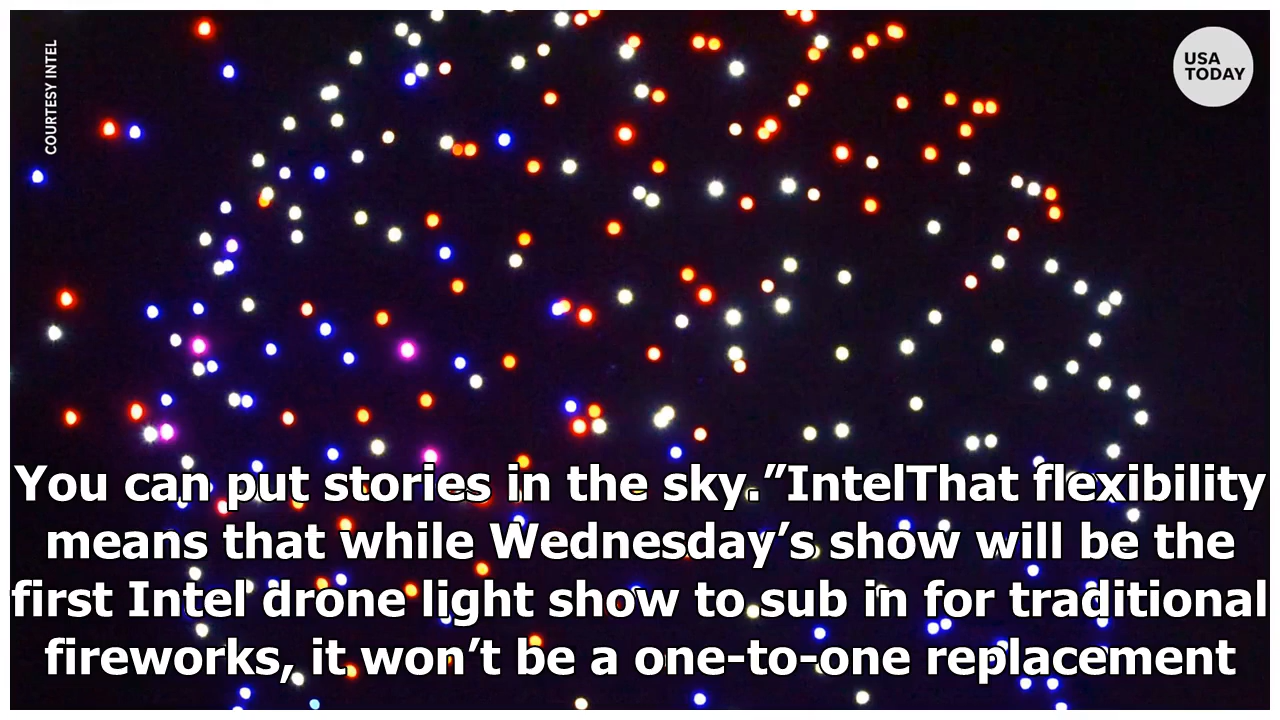 COURTESY INTEL
USA
TODAY
You can put stories in the sky.”IntelThat flexibility
means that while Wednesday’s show will be the
first Intel drone light show to sub in for traditional
fireworks, it won’t be a one-to-one replacement